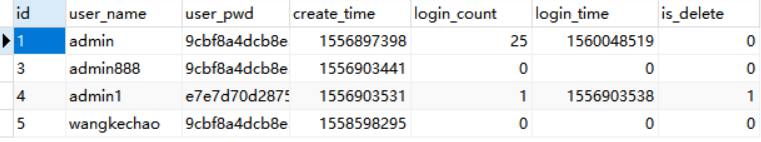 id user_name user_pwd create_time login_count login_time is_delete
1 admin 9cbf8a4dcb8e 1556897398 25 1560048519 0
3 admin888 9cbf8a4dcb8e 1556903441 0 0 0
4 admin1 e7e7d70d2875 1556903531 1 1556903538 1
5 wangkechao 9cbf8a4dcb8e 1558598295 0 0 0